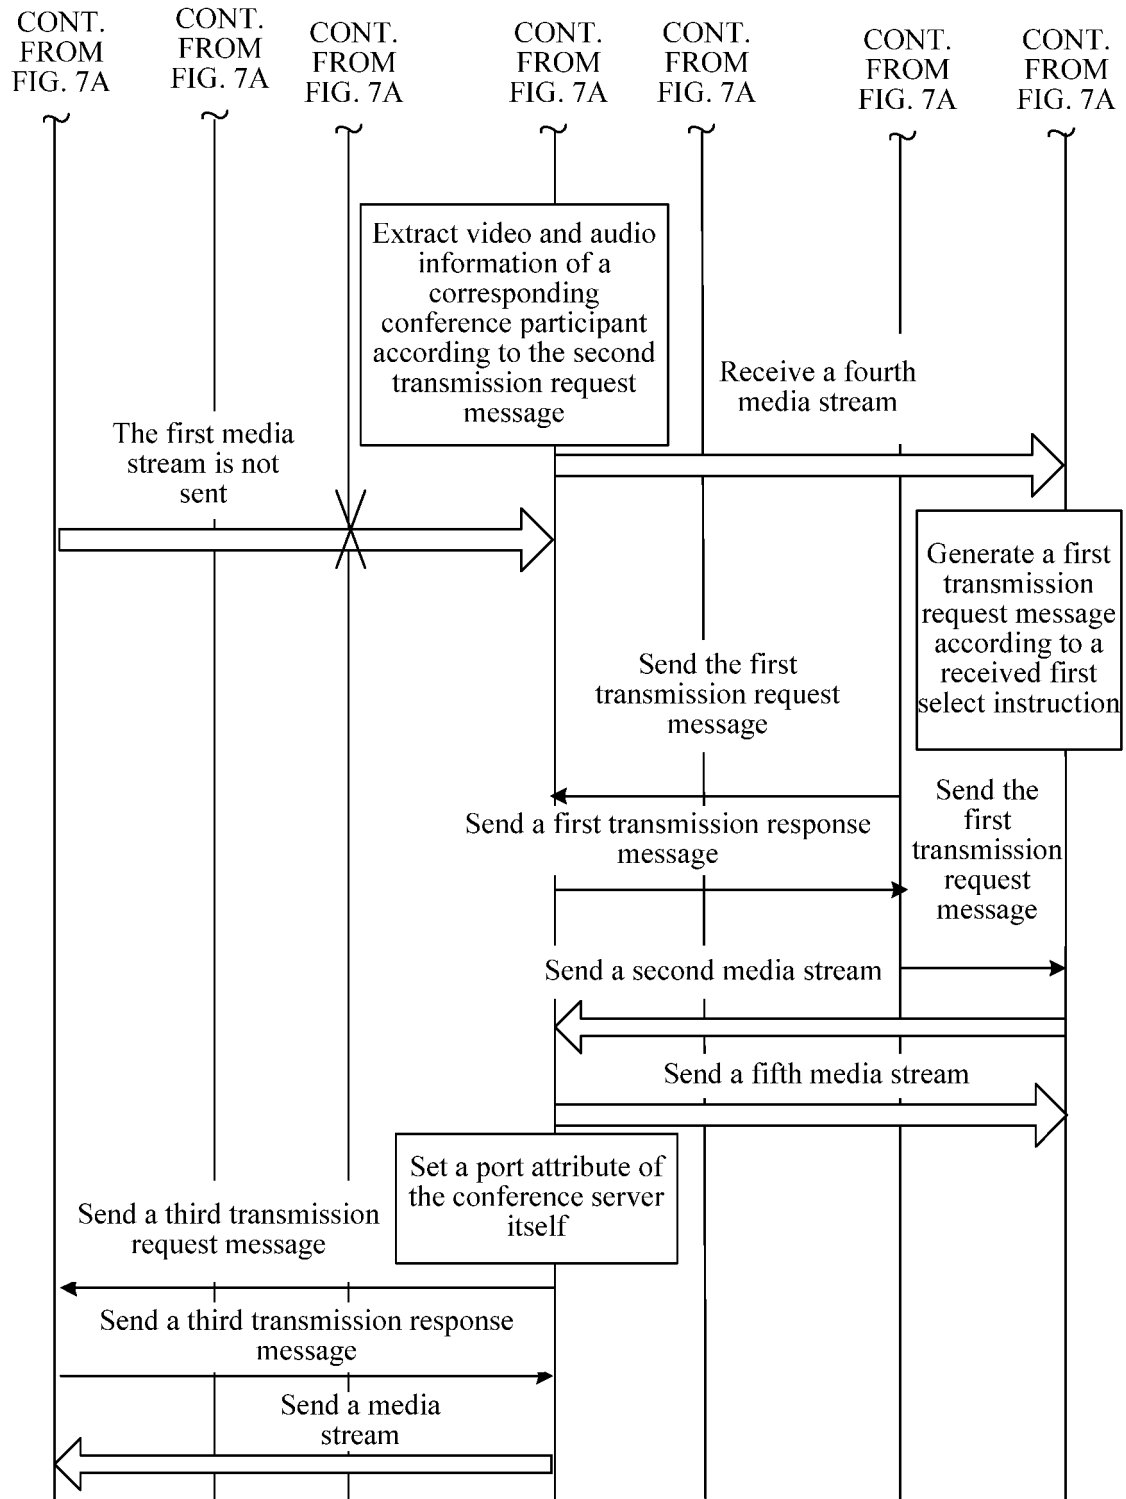 CONT.
FROM
FIG. 7A
CONT.
FROM
FIG. 7A
CONT.
FROM
FIG. 7A
CONT.
FROM
FIG. 7A
CONT.
FROM
FIG. 7A
CONT.
FROM
FIG. 7A
CONT.
FROM
FIG. 7A
Extract video and audio
information of a
corresponding
conference participant
according to the second
transmission request
message
Receive a fourth
media stream
The first media
stream is not
sent
Generate a first
transmission
request message
according to a
received first
select instruction
Send the first
transmission request
message
Send the
first
transmission
request
message
Send a first transmission response
message
Send a second media stream
Send a fifth media stream
Set a port attribute of
the conference server
itself
Send a third transmission
request message
Send a third transmission response
message
Send a media
stream